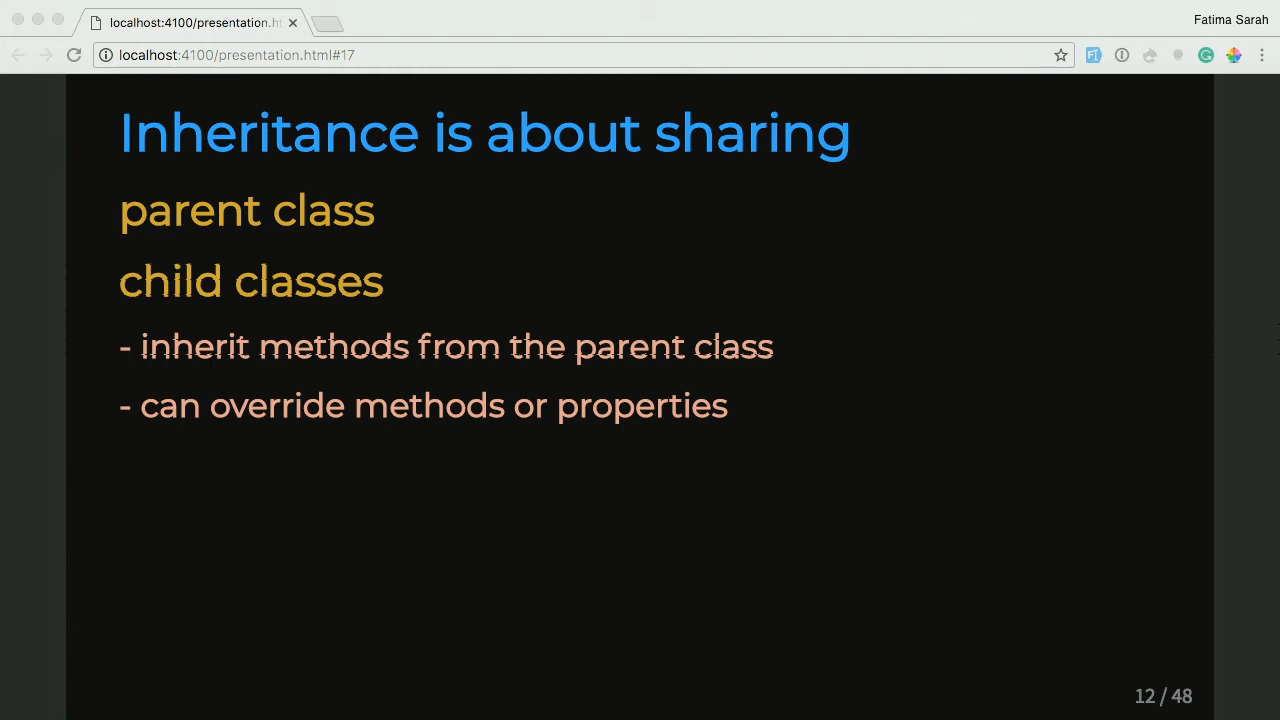 localhost:4100/presentation.ht
Fatima Sarah
localhost:4100/presentation.html#17
Inheritance is about sharing
parent class
child classes
- inherit methods from the parent class
- can override methods or properties
12 / 48